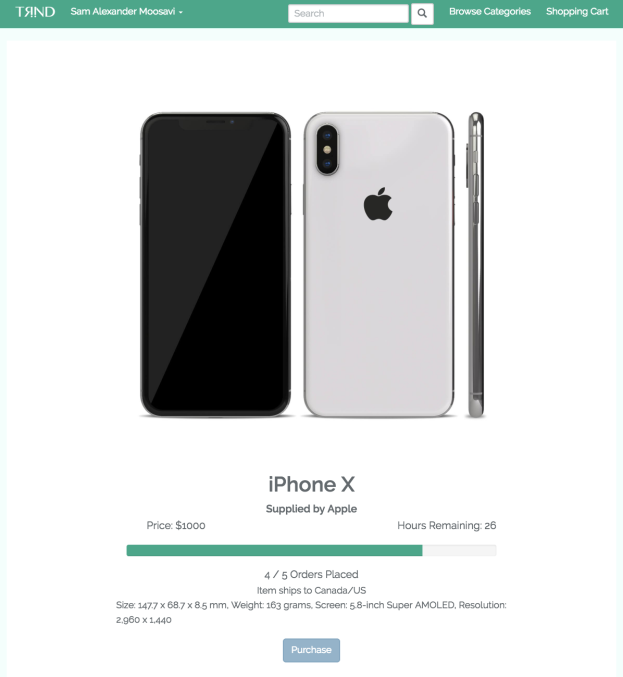 TЯND Sam Alexander Moosavi Search Browse Categories Shopping Cart
iPhone X
Supplied by Apple
Price: $1000 Hours Remaining: 26
4 / 5 Orders Placed
Item ships to Canada/US
Size: 147.7 x 68.7 x 8.5 mm, Weight: 163 grams, Screen: 5.8-inch Super AMOLED, Resolution:
2,960 x 1,440
Purchase